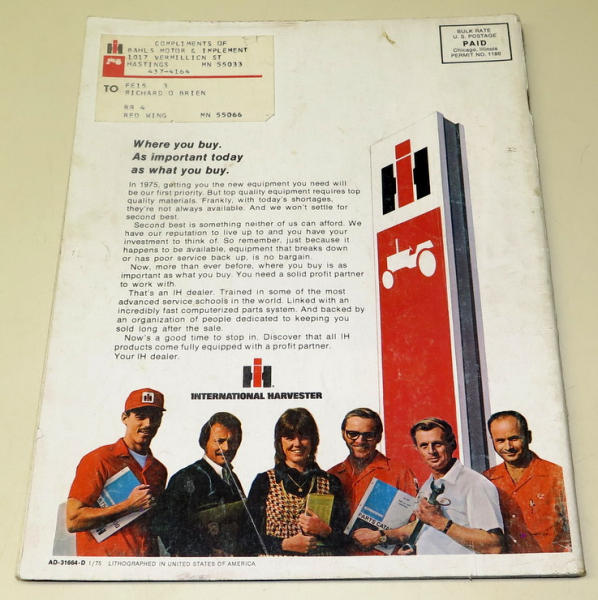 COMPLIMENTS OF
BAHLS MOTOR & IMPLEMENT
1017 VERMILLION ST
HASTINGS MN 55033
437-4164
TO
FE15 3
RICHARD O BRIEN
RR 4
RED WING MN 55066
BULK RATE
U. S. POSTAGE
PAID
Chicago, Illinois
PERMIT NO. 1186
Where you buy.
As important today
as what you buy.
In 1975, getting you the new equipment you need will
be our first priority. But top quality equipment requires top
quality materials. Frankly, with today's shortages,
they're not always available. And we won't settle for
second best.
Second best is something neither of us can afford. We
have our reputation to live up to and you have your
investment to think of. So remember, just because it
happens to be available, equipment that breaks down
or has poor service back up, is no bargain.
Now, more than ever before, where you buy is as
important as what you buy. You need a solid profit partner
to work with.
That's an IH dealer. Trained in some of the most
advanced service schools in the world. Linked with an
incredibly fast computerized parts system. And backed by
an organization of people dedicated to keeping you
sold long after the sale.
Now's a good time to stop in. Discover that all IH
products come fully equipped with a profit partner.
Your IH dealer.
IH
IH
INTERNATIONAL HARVESTER
PARTS CATALOG
AD-31664-D 1/75 LITHOGRAPHED IN UNITED STATES OF AMERICA